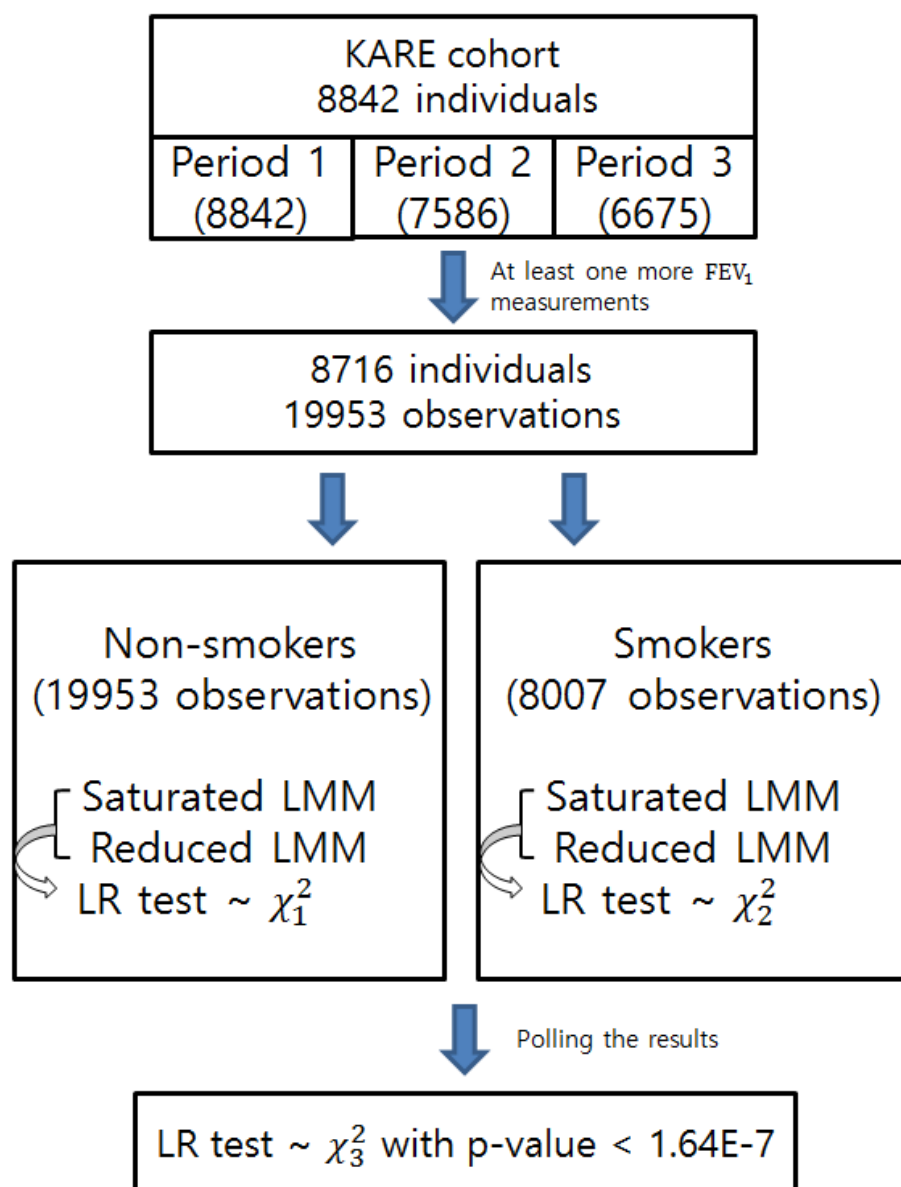 KARE cohort
8842 individuals
Period 1
(8842)
Period 2
(7586)
Period 3
(6675)
At least one more FEV₁
measurements
8716 individuals
19953 observations
Non-smokers
(19953 observations)
Saturated LMM
Reduced LMM
LR test ~ χ₁²
Smokers
(8007 observations)
Saturated LMM
Reduced LMM
LR test ~ χ₂²
Polling the results
LR test ~ χ₃² with p-value < 1.64E-7